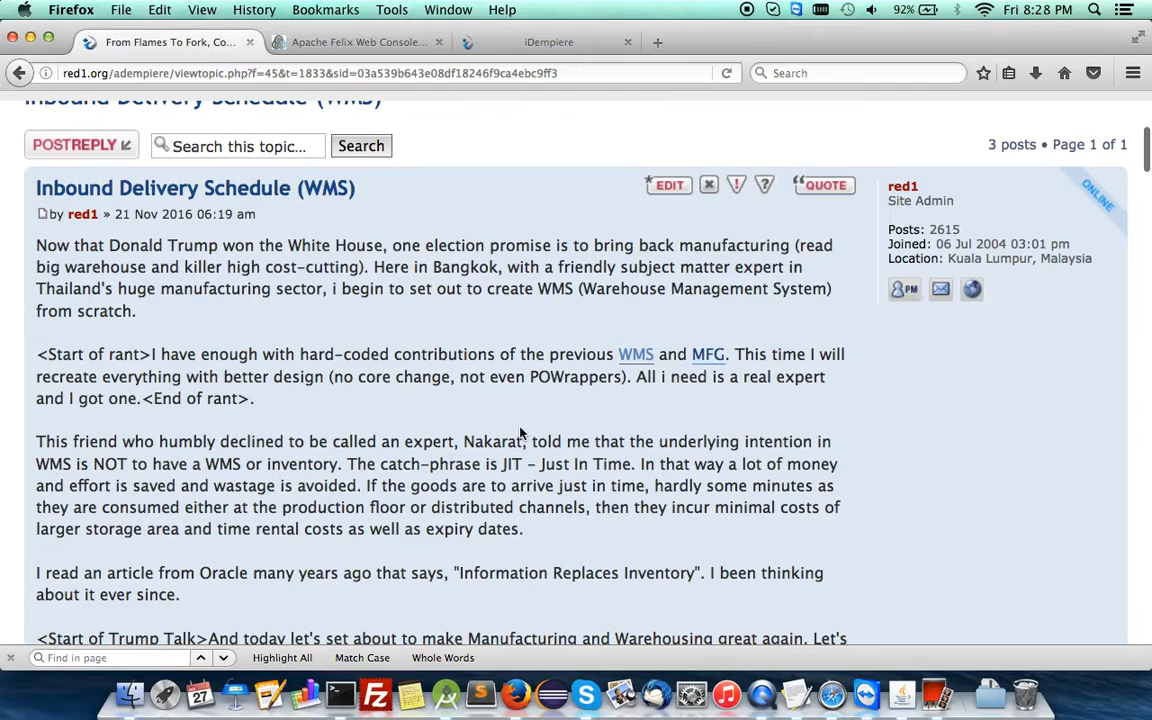 Firefox File Edit View History Bookmarks Tools Window Help 92% Fri 8:28 PM
From Flames To Fork, Co... Apache Felix Web Console... iDempiere
red1.org/adempiere/viewtopic.php?f=45&t=1833&sid=03a539b643e08df18246f9ca4ebc9ff3 Search
Inbound Delivery Schedule (WMS)
POSTREPLY Search this topic... Search 3 posts • Page 1 of 1
Inbound Delivery Schedule (WMS) EDIT QUOTE
by red1 » 21 Nov 2016 06:19 am
Now that Donald Trump won the White House, one election promise is to bring back manufacturing (read
big warehouse and killer high cost-cutting). Here in Bangkok, with a friendly subject matter expert in
Thailand's huge manufacturing sector, i begin to set out to create WMS (Warehouse Management System)
from scratch.
<Start of rant>I have enough with hard-coded contributions of the previous WMS and MFG. This time I will
recreate everything with better design (no core change, not even POWrappers). All i need is a real expert
and I got one.<End of rant>.
This friend who humbly declined to be called an expert, Nakarat, told me that the underlying intention in
WMS is NOT to have a WMS or inventory. The catch-phrase is JIT - Just In Time. In that way a lot of money
and effort is saved and wastage is avoided. If the goods are to arrive just in time, hardly some minutes as
they are consumed either at the production floor or distributed channels, then they incur minimal costs of
larger storage area and time rental costs as well as expiry dates.
I read an article from Oracle many years ago that says, "Information Replaces Inventory". I been thinking
about it ever since.
<Start of Trump Talk>And today let's set about to make Manufacturing and Warehousing great again. Let's
red1
Site Admin
Posts: 2615
Joined: 06 Jul 2004 03:01 pm
Location: Kuala Lumpur, Malaysia
PM
ONLINE
Find in page Highlight All Match Case Whole Words
27